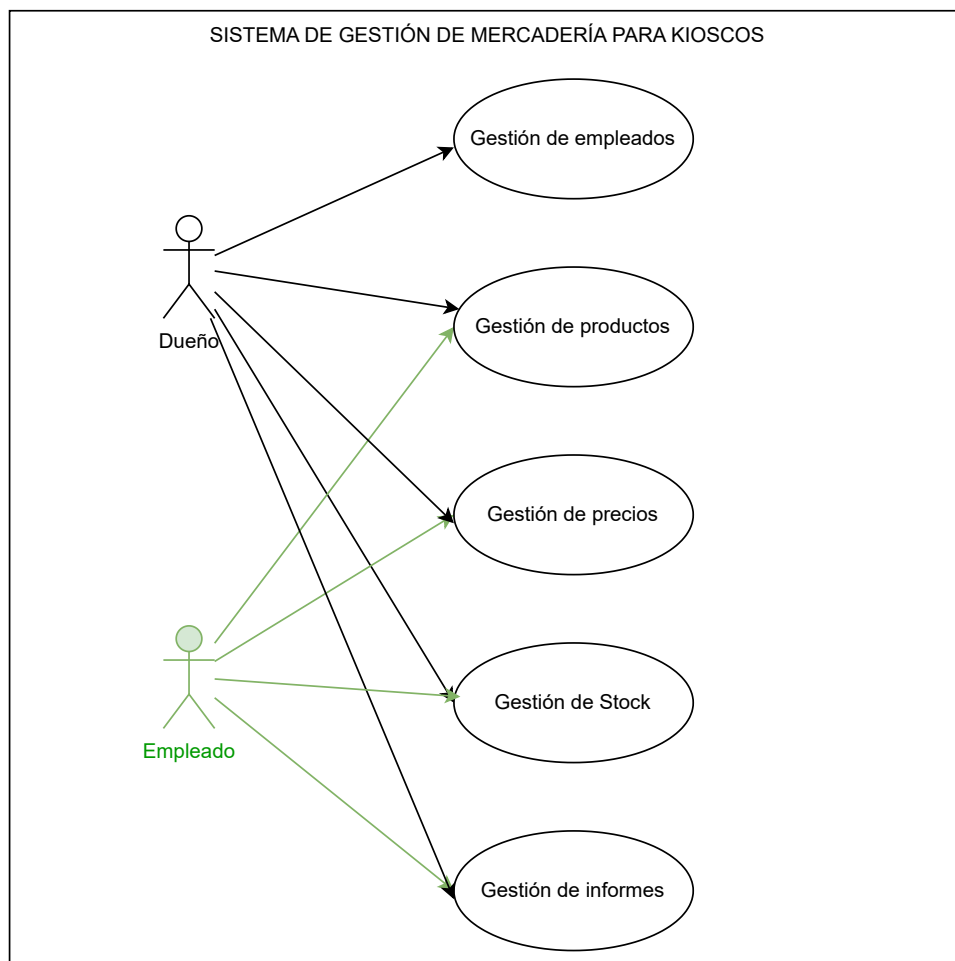 SISTEMA DE GESTIÓN DE MERCADERÍA PARA KIOSCOS
Gestión de empleados
Dueño
Gestión de productos
Gestión de precios
Empleado
Gestión de Stock
Gestión de informes